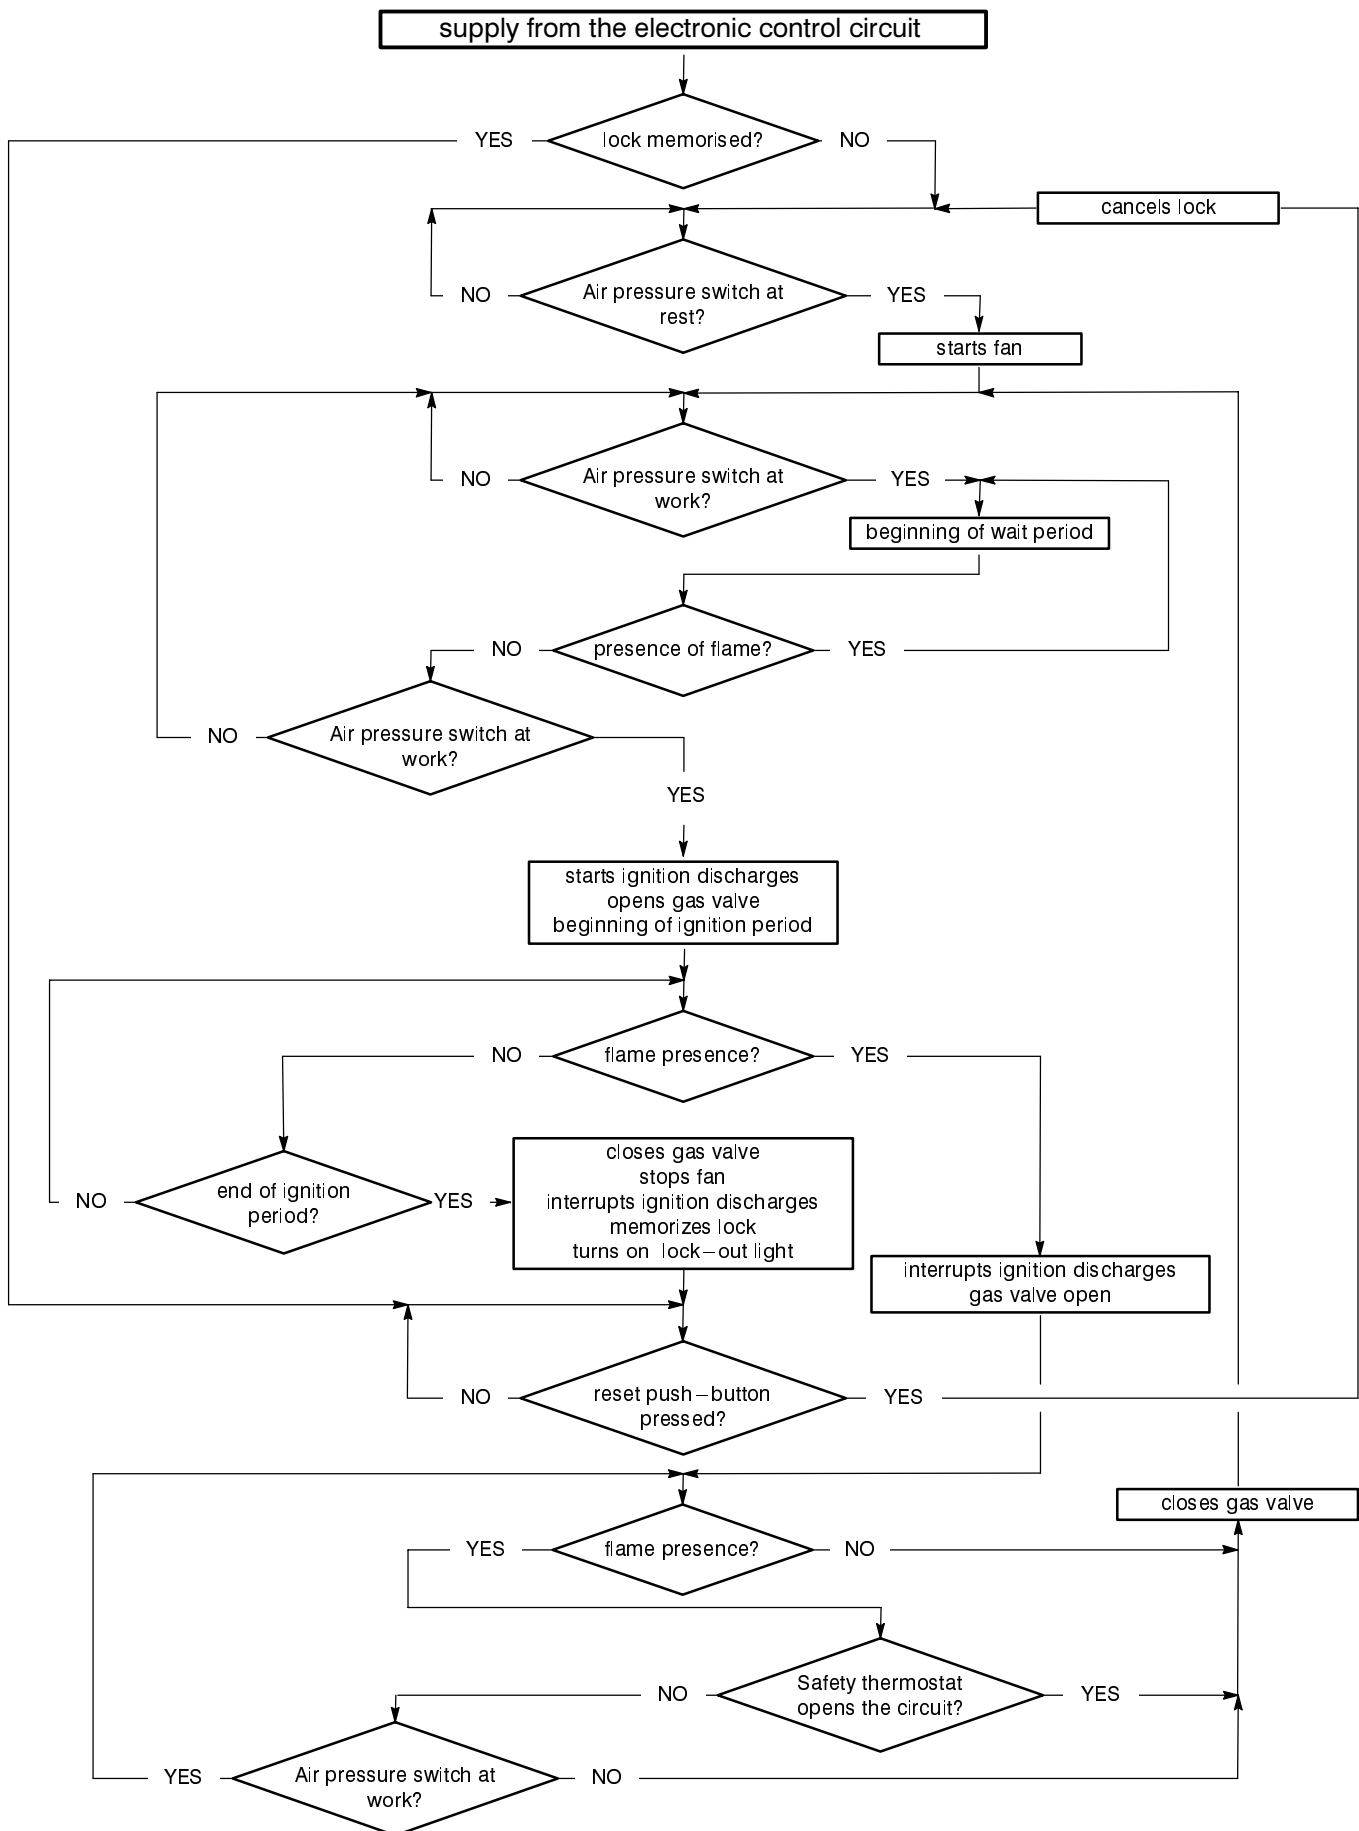 supply from the electronic control circuit
lock memorised?
YES
NO
cancels lock
Air pressure switch at
rest?
NO
YES
starts fan
Air pressure switch at
work?
NO
YES
beginning of wait period
presence of flame?
NO
YES
Air pressure switch at
work?
NO
YES
starts ignition discharges
opens gas valve
beginning of ignition period
flame presence?
NO
YES
end of ignition
period?
NO
YES
closes gas valve
stops fan
interrupts ignition discharges
memorizes lock
turns on lock-out light
interrupts ignition discharges
gas valve open
reset push-button
pressed?
NO
YES
closes gas valve
flame presence?
YES
NO
Safety thermostat
opens the circuit?
NO
YES
Air pressure switch at
work?
YES
NO